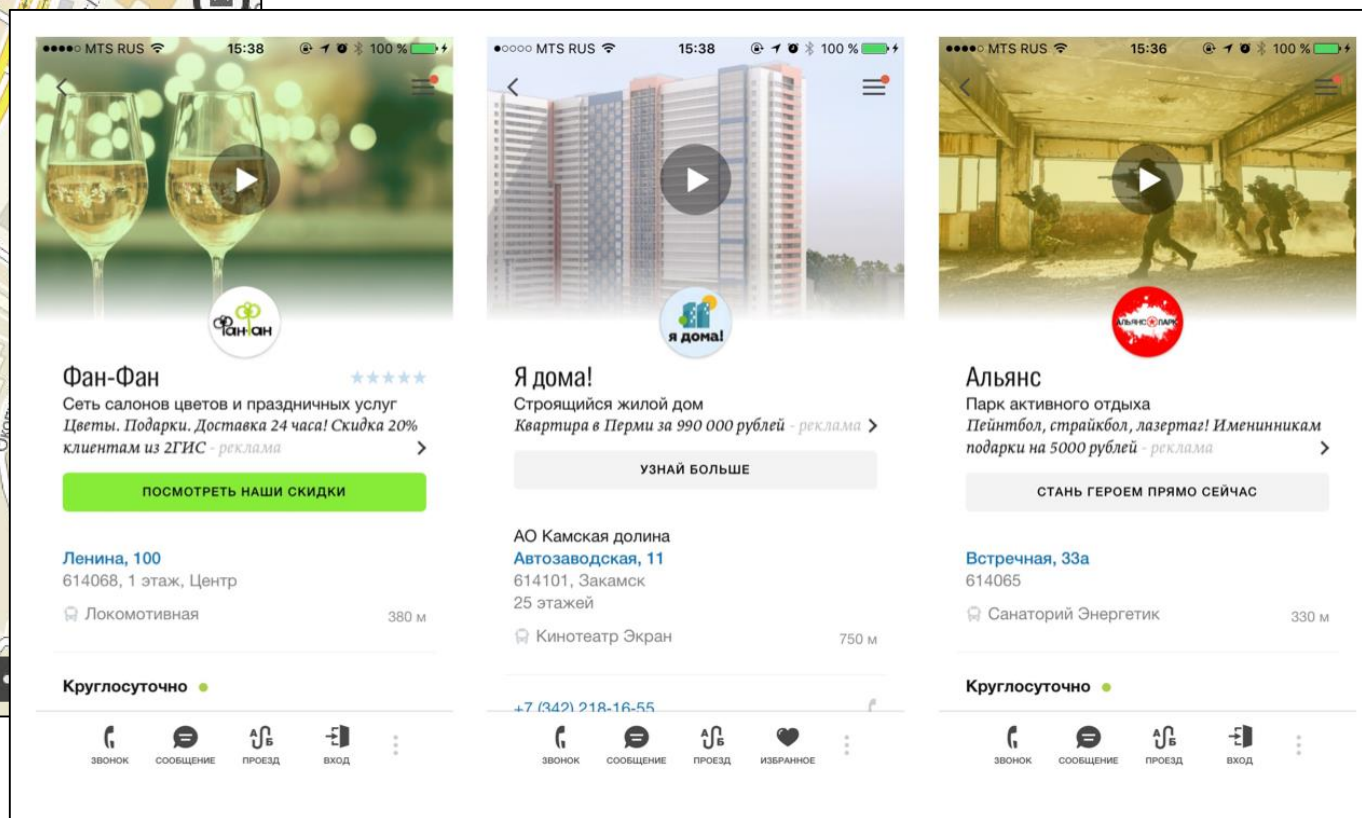 ●●●●○ MTS RUS 15:38 100 %
Фан-Фан
Фан-Фан
Сеть салонов цветов и праздничных услуг
Цветы. Подарки. Доставка 24 часа! Скидка 20%
клиентам из 2ГИС - реклама
ПОСМОТРЕТЬ НАШИ СКИДКИ
Ленина, 100
614068, 1 этаж, Центр
Локомотивная 380 м
Круглосуточно
ЗВОНОК СООБЩЕНИЕ ПРОЕЗД ВХОД
●○○○○ MTS RUS 15:38 100 %
я дома!
Я дома!
Строящийся жилой дом
Квартира в Перми за 990 000 рублей - реклама
УЗНАЙ БОЛЬШЕ
АО Камская долина
Автозаводская, 11
614101, Закамск
25 этажей
Кинотеатр Экран 750 м
+7 (342) 218-16-55
ЗВОНОК СООБЩЕНИЕ ПРОЕЗД ИЗБРАННОЕ
●●●●○ MTS RUS 15:36 100 %
АЛЬЯНС ПАРК
Альянс
Парк активного отдыха
Пейнтбол, страйкбол, лазертаг! Именинникам
подарки на 5000 рублей - реклама
СТАНЬ ГЕРОЕМ ПРЯМО СЕЙЧАС
Встречная, 33а
614065
Санаторий Энергетик 330 м
Круглосуточно
ЗВОНОК СООБЩЕНИЕ ПРОЕЗД ВХОД